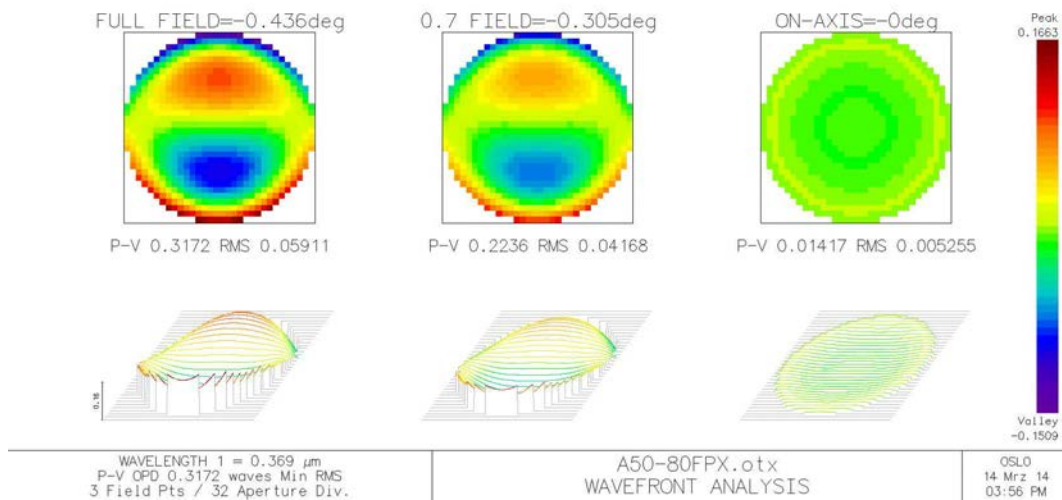 FULL FIELD=-0.436deg
0.7 FIELD=-0.305deg
ON-AXIS=-0deg
Peak
0.1663
P-V 0.3172 RMS 0.05911
P-V 0.2236 RMS 0.04168
P-V 0.01417 RMS 0.005255
0.16
Valley
-0.1509
WAVELENGTH 1 = 0.369 µm
P-V OPD 0.3172 waves Min RMS
3 Field Pts / 32 Aperture Div.
A50-80FPX.otx
WAVEFRONT ANALYSIS
OSLO
14 Mrz 14
03:56 PM